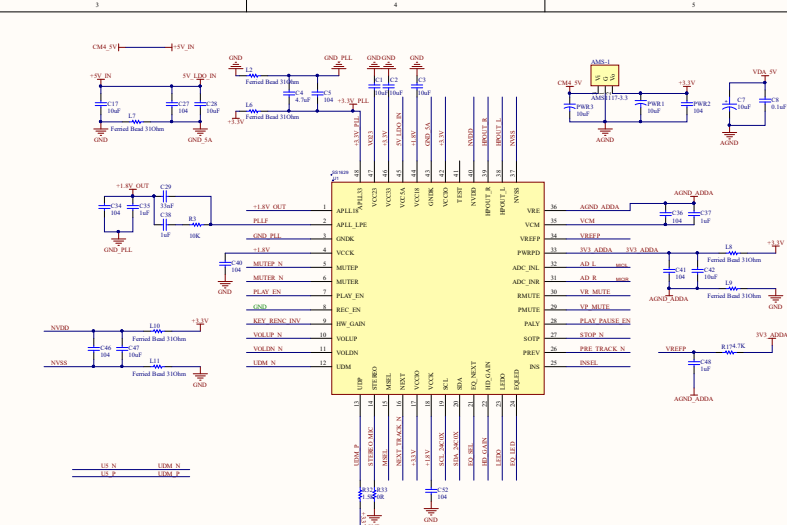 3
4
5
CM4_5V
+5V_IN
+5V_IN
5V_LDO_IN
C17
10uF
C27
104
C28
10uF
L7
Ferried Bead 31Ohm
GND
GND_5A
GND
GND_PLL
L2
Ferried Bead 31Ohm
C4
4.7uF
C5
104
L6
Ferried Bead 31Ohm
+3.3V
+3.3V_PLL
GND
GND
GND
C1
10uF
C2
10uF
C3
10uF
AMS-1
Vi
G
Vo
AMS1117-3.3
CM4_5V
+3.3V
PWR3
10uF
PWR1
10uF
PWR2
104
AGND
VDA_5V
C7
10uF
C8
0.1uF
AGND
+3.3V_PLL
VO23
+3.3V
5V_LDO_IN
+1.8V
GND_5A
+3.3V
NVDD
HPOUT_R
HPOUT_L
NVSS
48
47
46
45
44
43
42
41
40
39
38
37
APLL33
VCC23
VCC33
VCC5A
VCC18
GNDK
VCCIO
TEST
NVDD
HPOUT_R
HPOUT_L
NVSS
+1.8V_OUT
C29
33nF
C34
104
C35
1uF
C38
1uF
R3
10K
GND_PLL
+1.8V_OUT
1
APLL18
PLLF
2
APLL_LPE
GND_PLL
3
GNDK
+1.8V
4
VCCK
MUTEP_N
5
MUTEP
MUTER_N
6
MUTER
PLAY_EN
7
PLAY_EN
GND
8
REC_EN
KEY_RENC_INV
9
HW_GAIN
VOLUP_N
10
VOLUP
VOLDN_N
11
VOLDN
UDM_N
12
UDM
C40
104
GND
VRE
36
AGND_ADDA
VCM
35
VCM
VREFP
34
VREFP
PWRPD
33
3V3_ADDA
3V3_ADDA
ADC_INL
32
AD_L
ADC_INR
31
AD_R
RMUTE
30
VR_MUTE
PMUTE
29
VP_MUTE
PALY
28
PLAY_PAUSE_EN
SOTP
27
STOP_N
PREV
26
PRE_TRACK_N
INS
25
INSEL
AGND_ADDA
C36
104
C37
1uF
L8
+3.3V
Ferried Bead 31Ohm
C41
104
C42
10uF
L9
Ferried Bead 31Ohm
AGND_ADDA
GND
NVDD
L10
+3.3V
Ferried Bead 31Ohm
C46
104
C47
10uF
NVSS
L11
Ferried Bead 31Ohm
GND
VREFP
R17
4.7K
3V3_ADDA
C48
1uF
AGND_ADDA
UDP
STEREO
MSEL
NEXT
VCCIO
VCCK
SCL
SDA
EQ_NEXT
HD_GAIN
LEDO
EQLED
13
14
15
16
17
18
19
20
21
22
23
24
UDM_P
STEREO_MIC
MSEL
NEXT_TRACK_N
+3.3V
+1.8V
SCL_24C0X
SDA_24C0X
EQ_SEL
HD_GAIN
LEDO
EQ_LED
U5_N
UDM_N
U5_P
UDM_P
R32
R33
0R
C52
104
GND